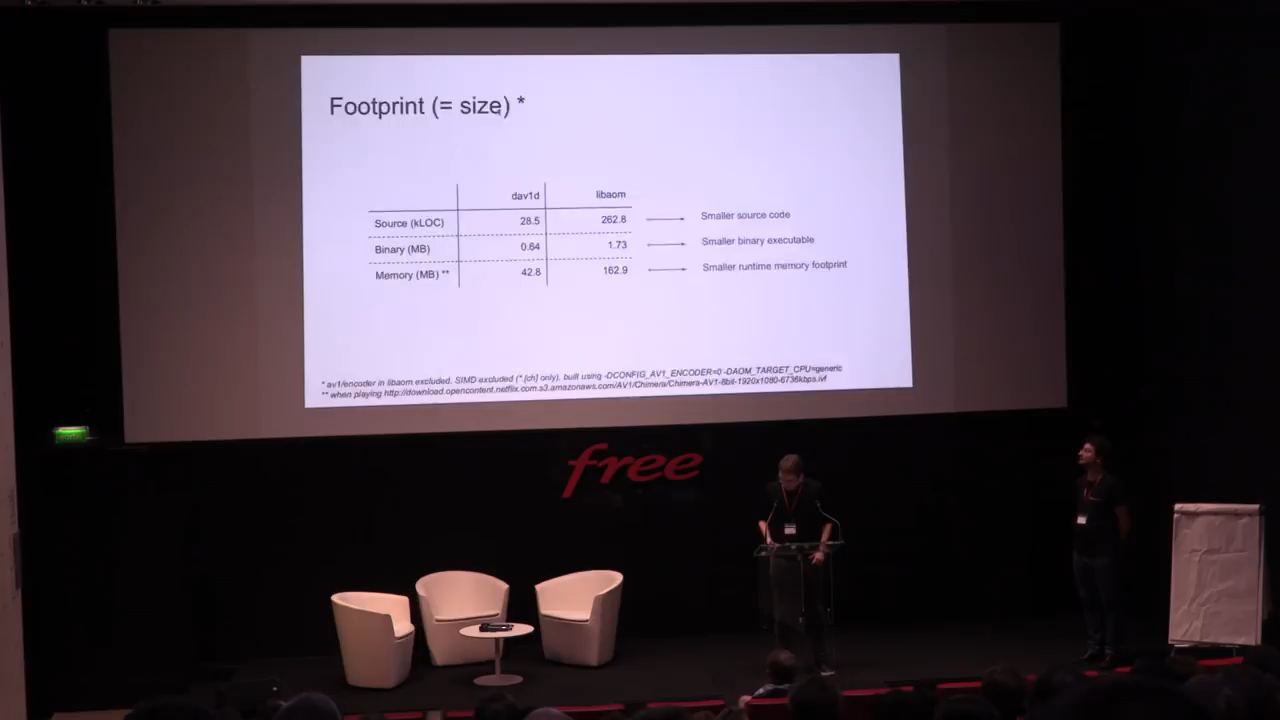 Footprint (= size) *
dav1d libaom
Source (kLOC) 28.5 262.8 Smaller source code
Binary (MB) 0.64 1.73 Smaller binary executable
Memory (MB) ** 42.8 162.9 Smaller runtime memory footprint
* av1/encoder in libaom excluded. SIMD excluded (*.[ch] only), built using -DCONFIG_AV1_ENCODER=0 -DAOM_TARGET_CPU=generic
** when playing http://download.opencontent.netflix.com.s3.amazonaws.com/AV1/Chimera/Chimera-AV1-8bit-1920x1080-6736kbps.ivf
free